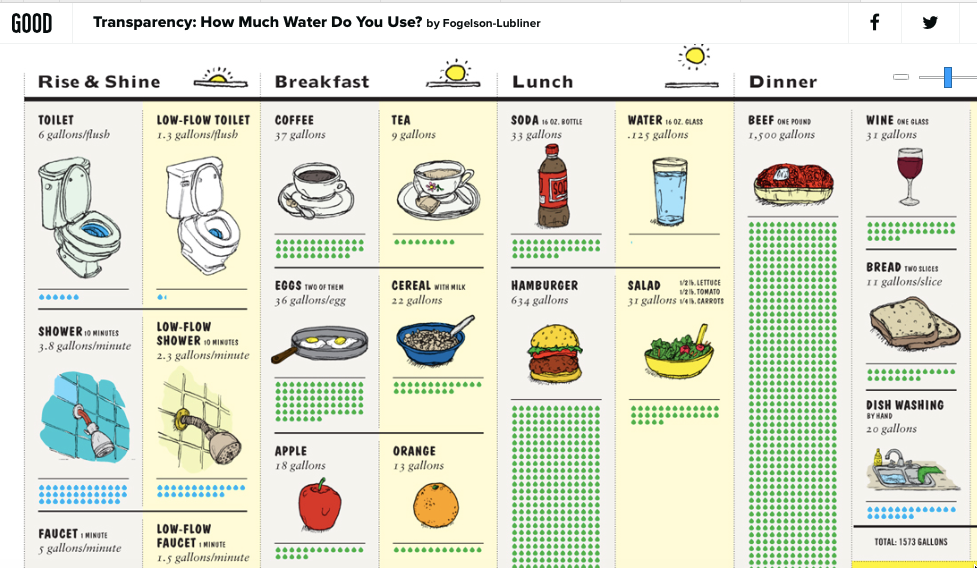 GOOD
Transparency: How Much Water Do You Use? by Fogelson-Lubliner
Rise & Shine
Breakfast
Lunch
Dinner
TOILET
6 gallons/flush
LOW-FLOW TOILET
1.3 gallons/flush
SHOWER 10 MINUTES
3.8 gallons/minute
LOW-FLOW
SHOWER 10 MINUTES
2.3 gallons/minute
FAUCET 1 MINUTE
5 gallons/minute
LOW-FLOW
FAUCET 1 MINUTE
1.5 gallons/minute
COFFEE
37 gallons
TEA
9 gallons
EGGS TWO OF THEM
36 gallons/egg
CEREAL WITH MILK
22 gallons
APPLE
18 gallons
ORANGE
13 gallons
SODA 16 OZ. BOTTLE
33 gallons
WATER 16 OZ. GLASS
.125 gallons
HAMBURGER
634 gallons
SALAD
31 gallons
1/2 lb. LETTUCE
1/2 lb. TOMATO
1/4 lb. CARROTS
BEEF ONE POUND
1,500 gallons
WINE ONE GLASS
31 gallons
BREAD TWO SLICES
11 gallons/slice
DISH WASHING
BY HAND
20 gallons
TOTAL: 1573 GALLONS